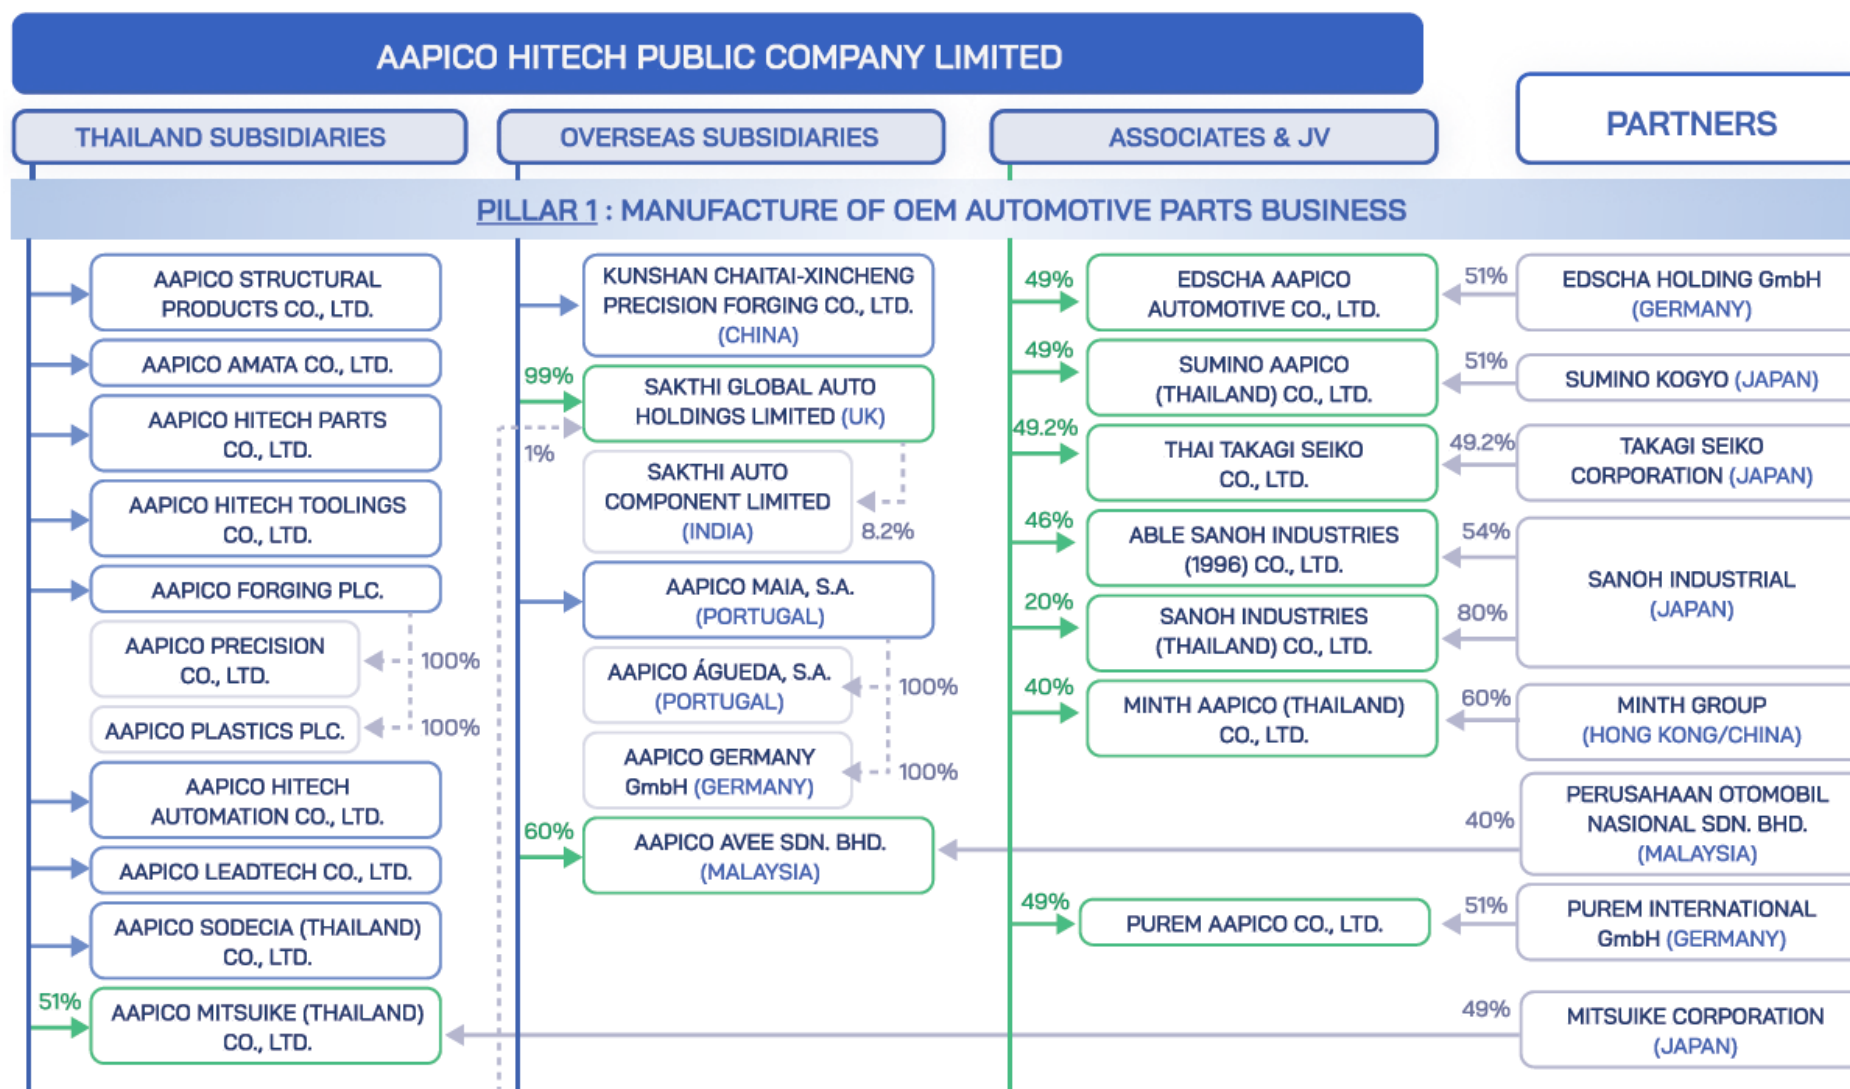 AAPICO HITECH PUBLIC COMPANY LIMITED
THAILAND SUBSIDIARIES
OVERSEAS SUBSIDIARIES
ASSOCIATES & JV
PARTNERS
PILLAR 1 : MANUFACTURE OF OEM AUTOMOTIVE PARTS BUSINESS
AAPICO STRUCTURAL
PRODUCTS CO., LTD.
AAPICO AMATA CO., LTD.
AAPICO HITECH PARTS
CO., LTD.
AAPICO HITECH TOOLINGS
CO., LTD.
AAPICO FORGING PLC.
AAPICO PRECISION
CO., LTD.
100%
AAPICO PLASTICS PLC.
100%
AAPICO HITECH
AUTOMATION CO., LTD.
AAPICO LEADTECH CO., LTD.
AAPICO SODECIA (THAILAND)
CO., LTD.
51%
AAPICO MITSUIKE (THAILAND)
CO., LTD.
KUNSHAN CHAITAI-XINCHENG
PRECISION FORGING CO., LTD.
(CHINA)
99%
SAKTHI GLOBAL AUTO
HOLDINGS LIMITED (UK)
1%
SAKTHI AUTO
COMPONENT LIMITED
(INDIA)
8.2%
AAPICO MAIA, S.A.
(PORTUGAL)
AAPICO ÁGUEDA, S.A.
(PORTUGAL)
100%
AAPICO GERMANY
GmbH (GERMANY)
100%
60%
AAPICO AVEE SDN. BHD.
(MALAYSIA)
49%
EDSCHA AAPICO
AUTOMOTIVE CO., LTD.
49%
SUMINO AAPICO
(THAILAND) CO., LTD.
49.2%
THAI TAKAGI SEIKO
CO., LTD.
46%
ABLE SANOH INDUSTRIES
(1996) CO., LTD.
20%
SANOH INDUSTRIES
(THAILAND) CO., LTD.
40%
MINTH AAPICO (THAILAND)
CO., LTD.
49%
PUREM AAPICO CO., LTD.
51%
EDSCHA HOLDING GmbH
(GERMANY)
51%
SUMINO KOGYO (JAPAN)
49.2%
TAKAGI SEIKO
CORPORATION (JAPAN)
54%
80%
SANOH INDUSTRIAL
(JAPAN)
60%
MINTH GROUP
(HONG KONG/CHINA)
40%
PERUSAHAAN OTOMOBIL
NASIONAL SDN. BHD.
(MALAYSIA)
51%
PUREM INTERNATIONAL
GmbH (GERMANY)
49%
MITSUIKE CORPORATION
(JAPAN)